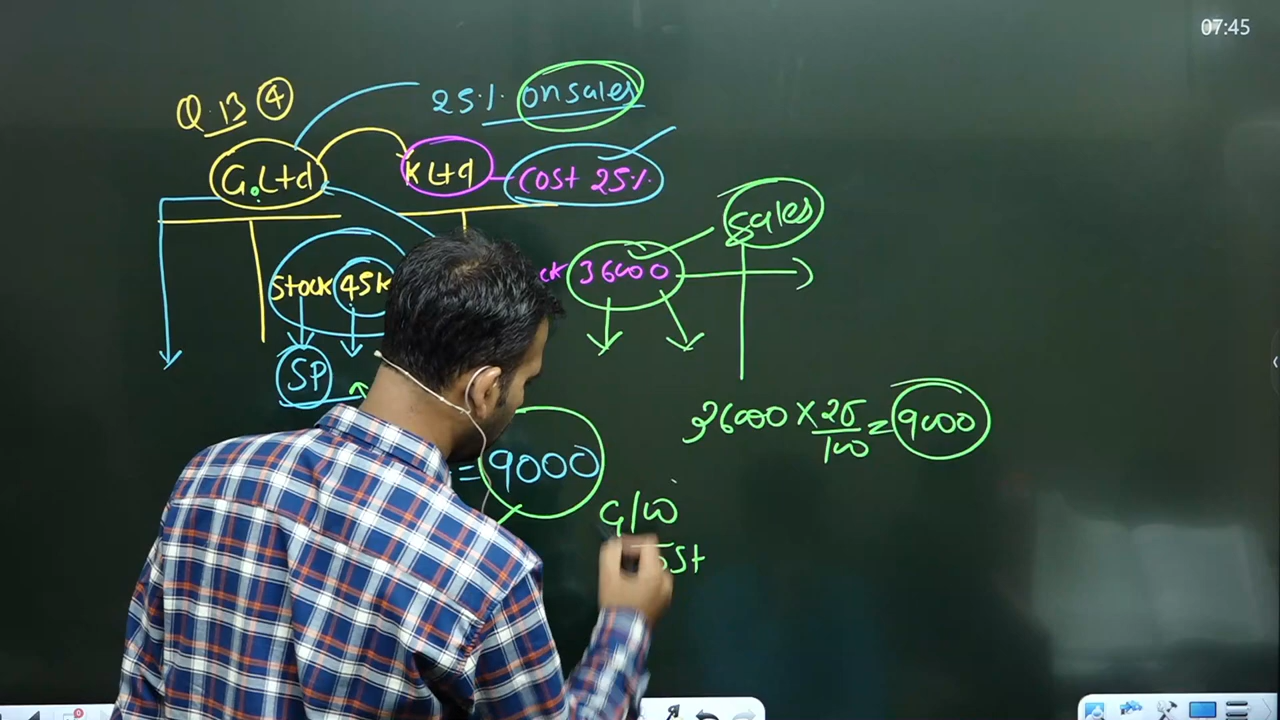 07:45
Q.13 4
25% on sales
G.Ltd
K Ltd
COST 25%
sales
Stock 45k
36000
SP
36000 × 25/100 = 9000
= 9000